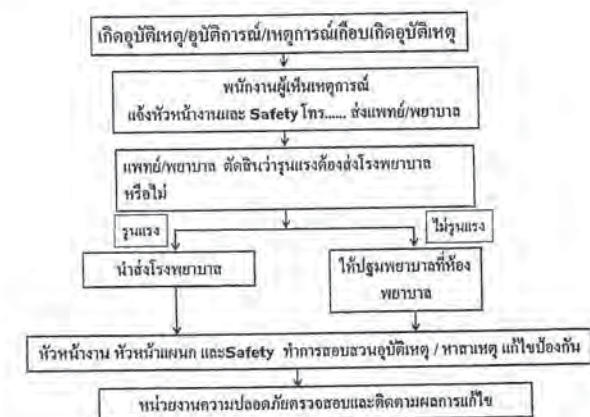 เกิดอุบัติเหตุ/อุบัติการณ์/เหตุการณ์เกือบเกิดอุบัติเหตุ
พนักงานผู้เห็นเหตุการณ์
แจ้งหัวหน้างานและ Safety โทร...... ส่งแพทย์/พยาบาล
แพทย์/พยาบาล ตัดสินว่ารุนแรงต้องส่งโรงพยาบาล
หรือไม่
รุนแรง
ไม่รุนแรง
นำส่งโรงพยาบาล
ให้ปฐมพยาบาลที่ห้อง
พยาบาล
หัวหน้างาน หัวหน้าแผนก และSafety ทำการสอบสวนอุบัติเหตุ / หาสาเหตุ แก้ไขป้องกัน
หน่วยงานความปลอดภัยตรวจสอบและติดตามผลการแก้ไข